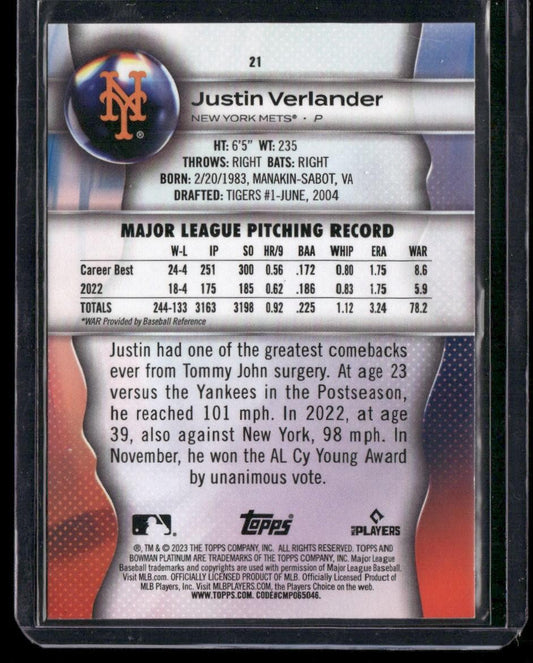 21
NY ®
Justin Verlander
NEW YORK METS® · P
HT: 6'5" WT: 235
THROWS: RIGHT BATS: RIGHT
BORN: 2/20/1983, MANAKIN-SABOT, VA
DRAFTED: TIGERS #1-JUNE, 2004
MAJOR LEAGUE PITCHING RECORD
W-L IP SO HR/9 BAA WHIP ERA WAR
Career Best 24-4 251 300 0.56 .172 0.80 1.75 8.6
2022 18-4 175 185 0.62 .186 0.83 1.75 5.9
TOTALS 244-133 3163 3198 0.92 .225 1.12 3.24 78.2
*WAR Provided by Baseball Reference
Justin had one of the greatest comebacks
ever from Tommy John surgery. At age 23
versus the Yankees in the Postseason,
he reached 101 mph. In 2022, at age
39, also against New York, 98 mph. In
November, he won the AL Cy Young Award
by unanimous vote.
Topps
MLB PLAYERS
®, TM & © 2023 THE TOPPS COMPANY, INC. ALL RIGHTS RESERVED. TOPPS AND
BOWMAN PLATINUM ARE TRADEMARKS OF THE TOPPS COMPANY, INC. Major League
Baseball trademarks and copyrights are used with permission of Major League Baseball.
Visit MLB.com. OFFICIALLY LICENSED PRODUCT OF MLB. Officially Licensed Product of
MLB Players, Inc. Visit MLBPLAYERS.com, the Players Choice on the web.
WWW.TOPPS.COM. CODE#CMP065046.